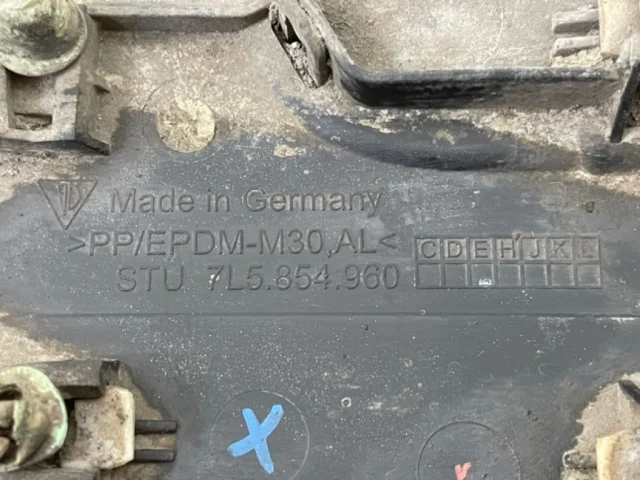 Made in Germany
>PP/EPDM-M30,AL<
STU 7L5.854.960
C D E H J K L
X